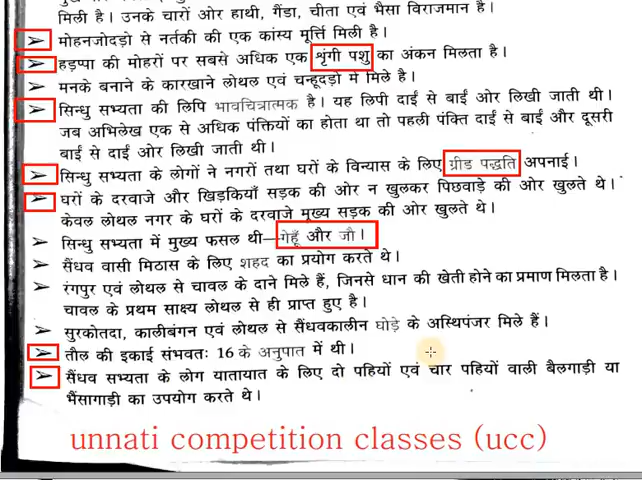 मिली है। उनके चारों ओर हाथी, गैंडा, चीता एवं भैंसा विराजमान है।
➢ मोहनजोदड़ो से नर्तकी की एक कांस्य मूर्त्ति मिली है।
➢ हड़प्पा की मोहरों पर सबसे अधिक एक श्रृंगी पशु का अंकन मिलता है।
➢ मनके बनाने के कारखाने लोथल एवं चन्हूदड़ो में मिले है।
➢ सिन्धु सभ्यता की लिपि भावचित्रात्मक है। यह लिपी दाईं से बाईं ओर लिखी जाती थी।
जब अभिलेख एक से अधिक पंक्तियों का होता था तो पहली पंक्ति दाईं से बाईं और दूसरी
बाईं से दाईं ओर लिखी जाती थी।
➢ सिन्धु सभ्यता के लोगों ने नगरों तथा घरों के विन्यास के लिए ग्रीड पद्धति अपनाई।
➢ घरों के दरवाजे और खिड़कियाँ सड़क की ओर न खुलकर पिछवाड़े की ओर खुलते थे।
केवल लोथल नगर के घरों के दरवाजे मुख्य सड़क की ओर खुलते थे।
➢ सिन्धु सभ्यता में मुख्य फसल थी—गेहूँ और जौ।
➢ सैंधव वासी मिठास के लिए शहद का प्रयोग करते थे।
➢ रंगपुर एवं लोथल से चावल के दाने मिले हैं, जिनसे धान की खेती होने का प्रमाण मिलता है।
चावल के प्रथम साक्ष्य लोथल से ही प्राप्त हुए है।
➢ सुरकोतदा, कालीबंगन एवं लोथल से सैंधवकालीन घोड़े के अस्थिपंजर मिले हैं।
➢ तौल की इकाई संभवतः 16 के अनुपात में थी।
➢ सैंधव सभ्यता के लोग यातायात के लिए दो पहियों एवं चार पहियों वाली बैलगाड़ी या
भैंसागाड़ी का उपयोग करते थे।
unnati competition classes (ucc)